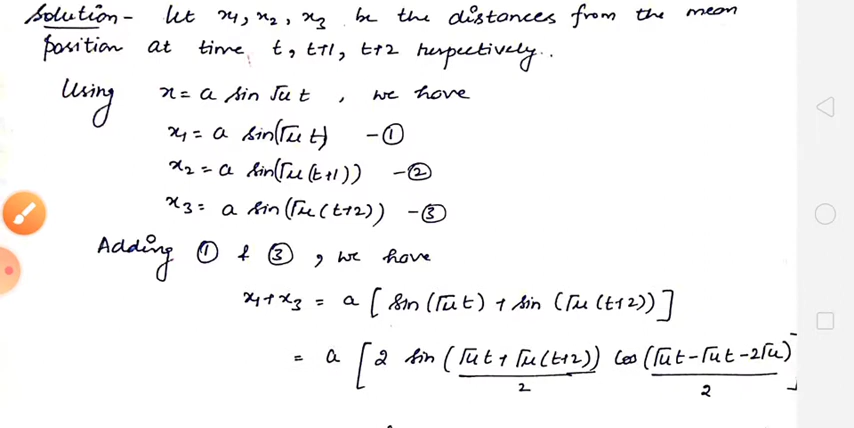 Solution - Let x₁, x₂, x₃ be the distances from the mean
position at time t, t+1, t+2 respectively..
Using x = a sin √μ t , we have
x₁ = a sin(√μ t) - ①
x₂ = a sin(√μ (t+1)) - ②
x₃ = a sin(√μ (t+2)) - ③
Adding ① & ③ , we have
x₁ + x₃ = a [ sin (√μ t) + sin (√μ (t+2)) ]
= a [ 2 sin ( (√μ t + √μ (t+2)) / 2 cos ( (√μ t - √μ t - 2√μ) / 2 ]